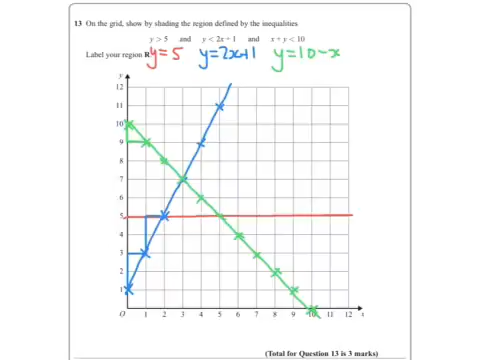 13 On the grid, show by shading the region defined by the inequalities
y > 5 and y < 2x + 1 and x + y < 10
Label your region R
y = 5 y = 2x+1 y = 10 - x
y
12
11
10
9
8
7
6
5
4
3
2
1
O 1 2 3 4 5 6 7 8 9 10 11 12 x
(Total for Question 13 is 3 marks)